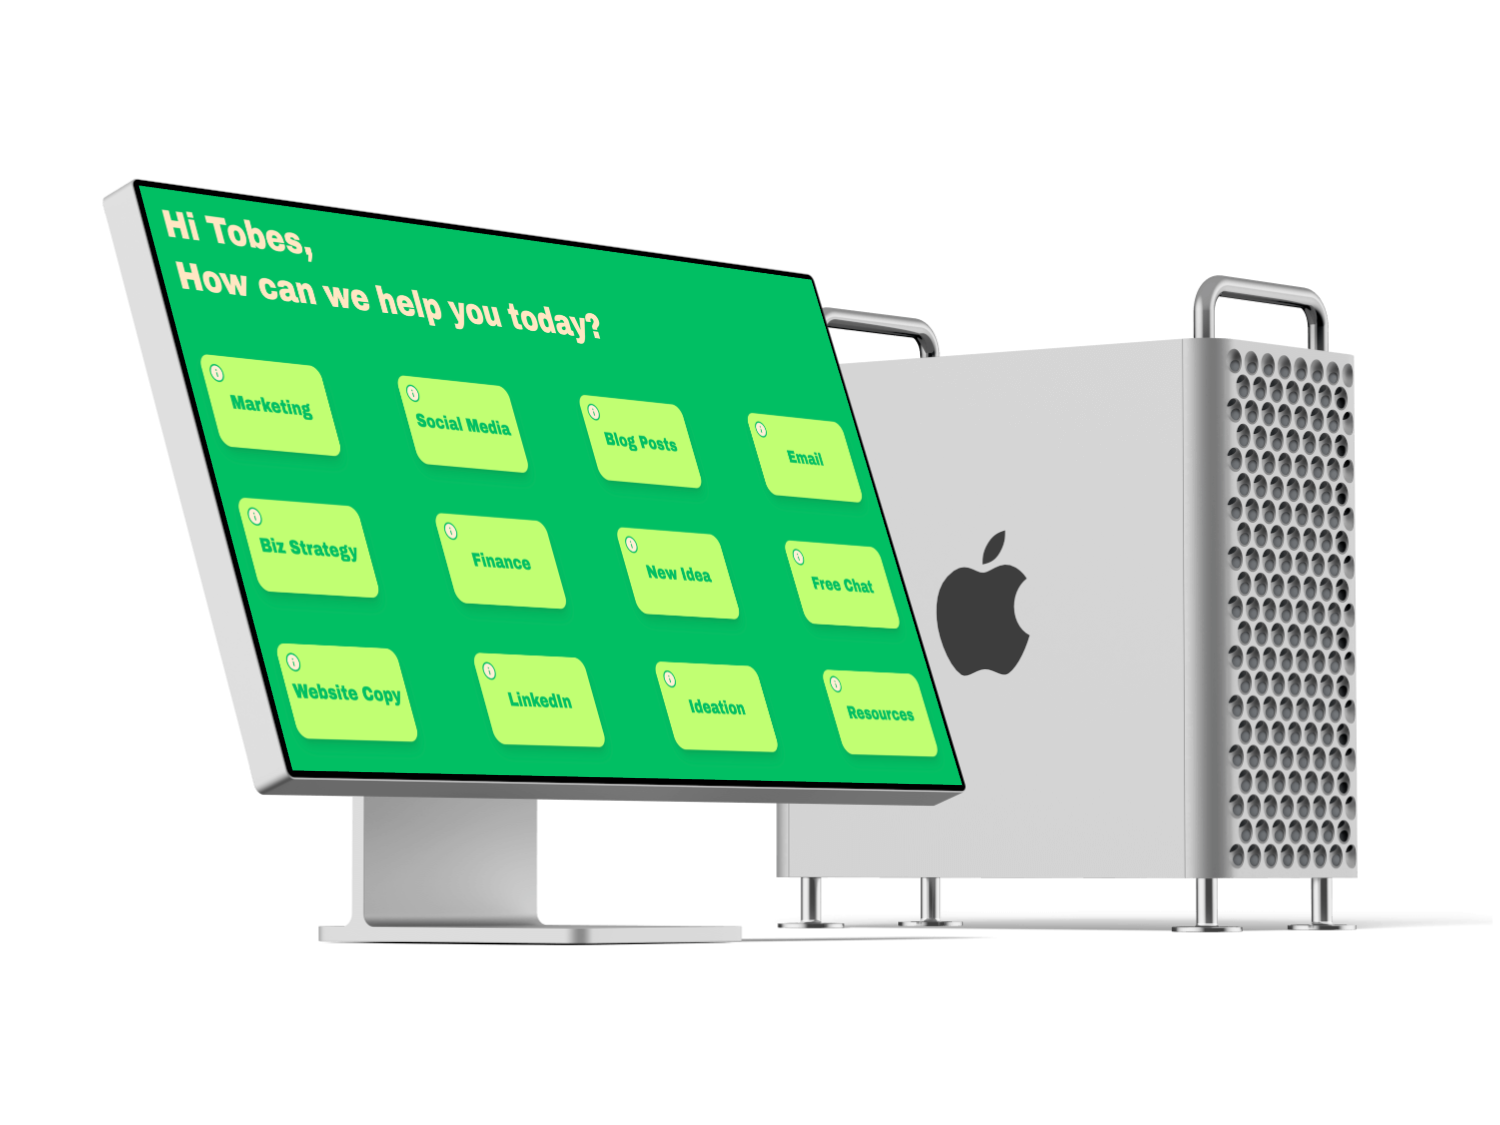 Hi Tobes,
How can we help you today?
Marketing
Social Media
Blog Posts
Email
Biz Strategy
Finance
New Idea
Free Chat
Website Copy
LinkedIn
Ideation
Resources